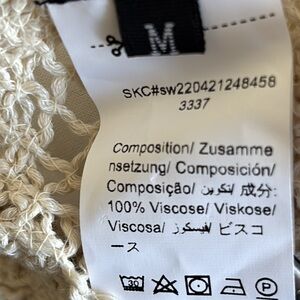 M
SKC#sw220421248458
3337
Composition/ Zusamme
nsetzung/ Composición/
Composição/ تكوين/ 成分:
100% Viscose/ Viskose/
Viscosa/ فيسكوز/ ビスコ
ース
30
P